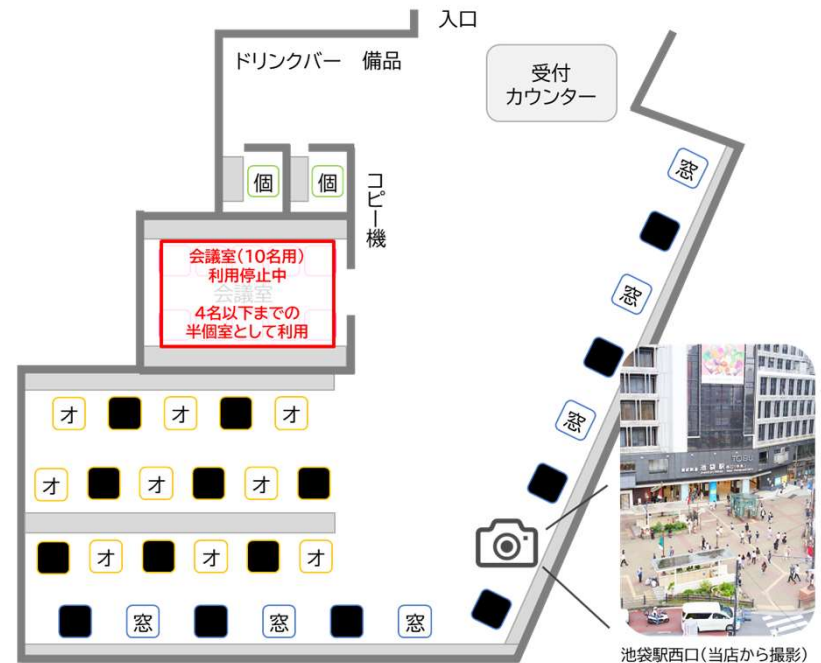 入口
ドリンクバー　備品
受付
カウンター
窓
個
個
コピー機
会議室(10名用)
利用停止中
会議室
4名以下までの
半個室として利用
窓
窓
オ
オ
オ
オ
オ
オ
オ
オ
オ
窓
窓
窓
TOBU
池袋駅
池袋駅西口(当店から撮影)